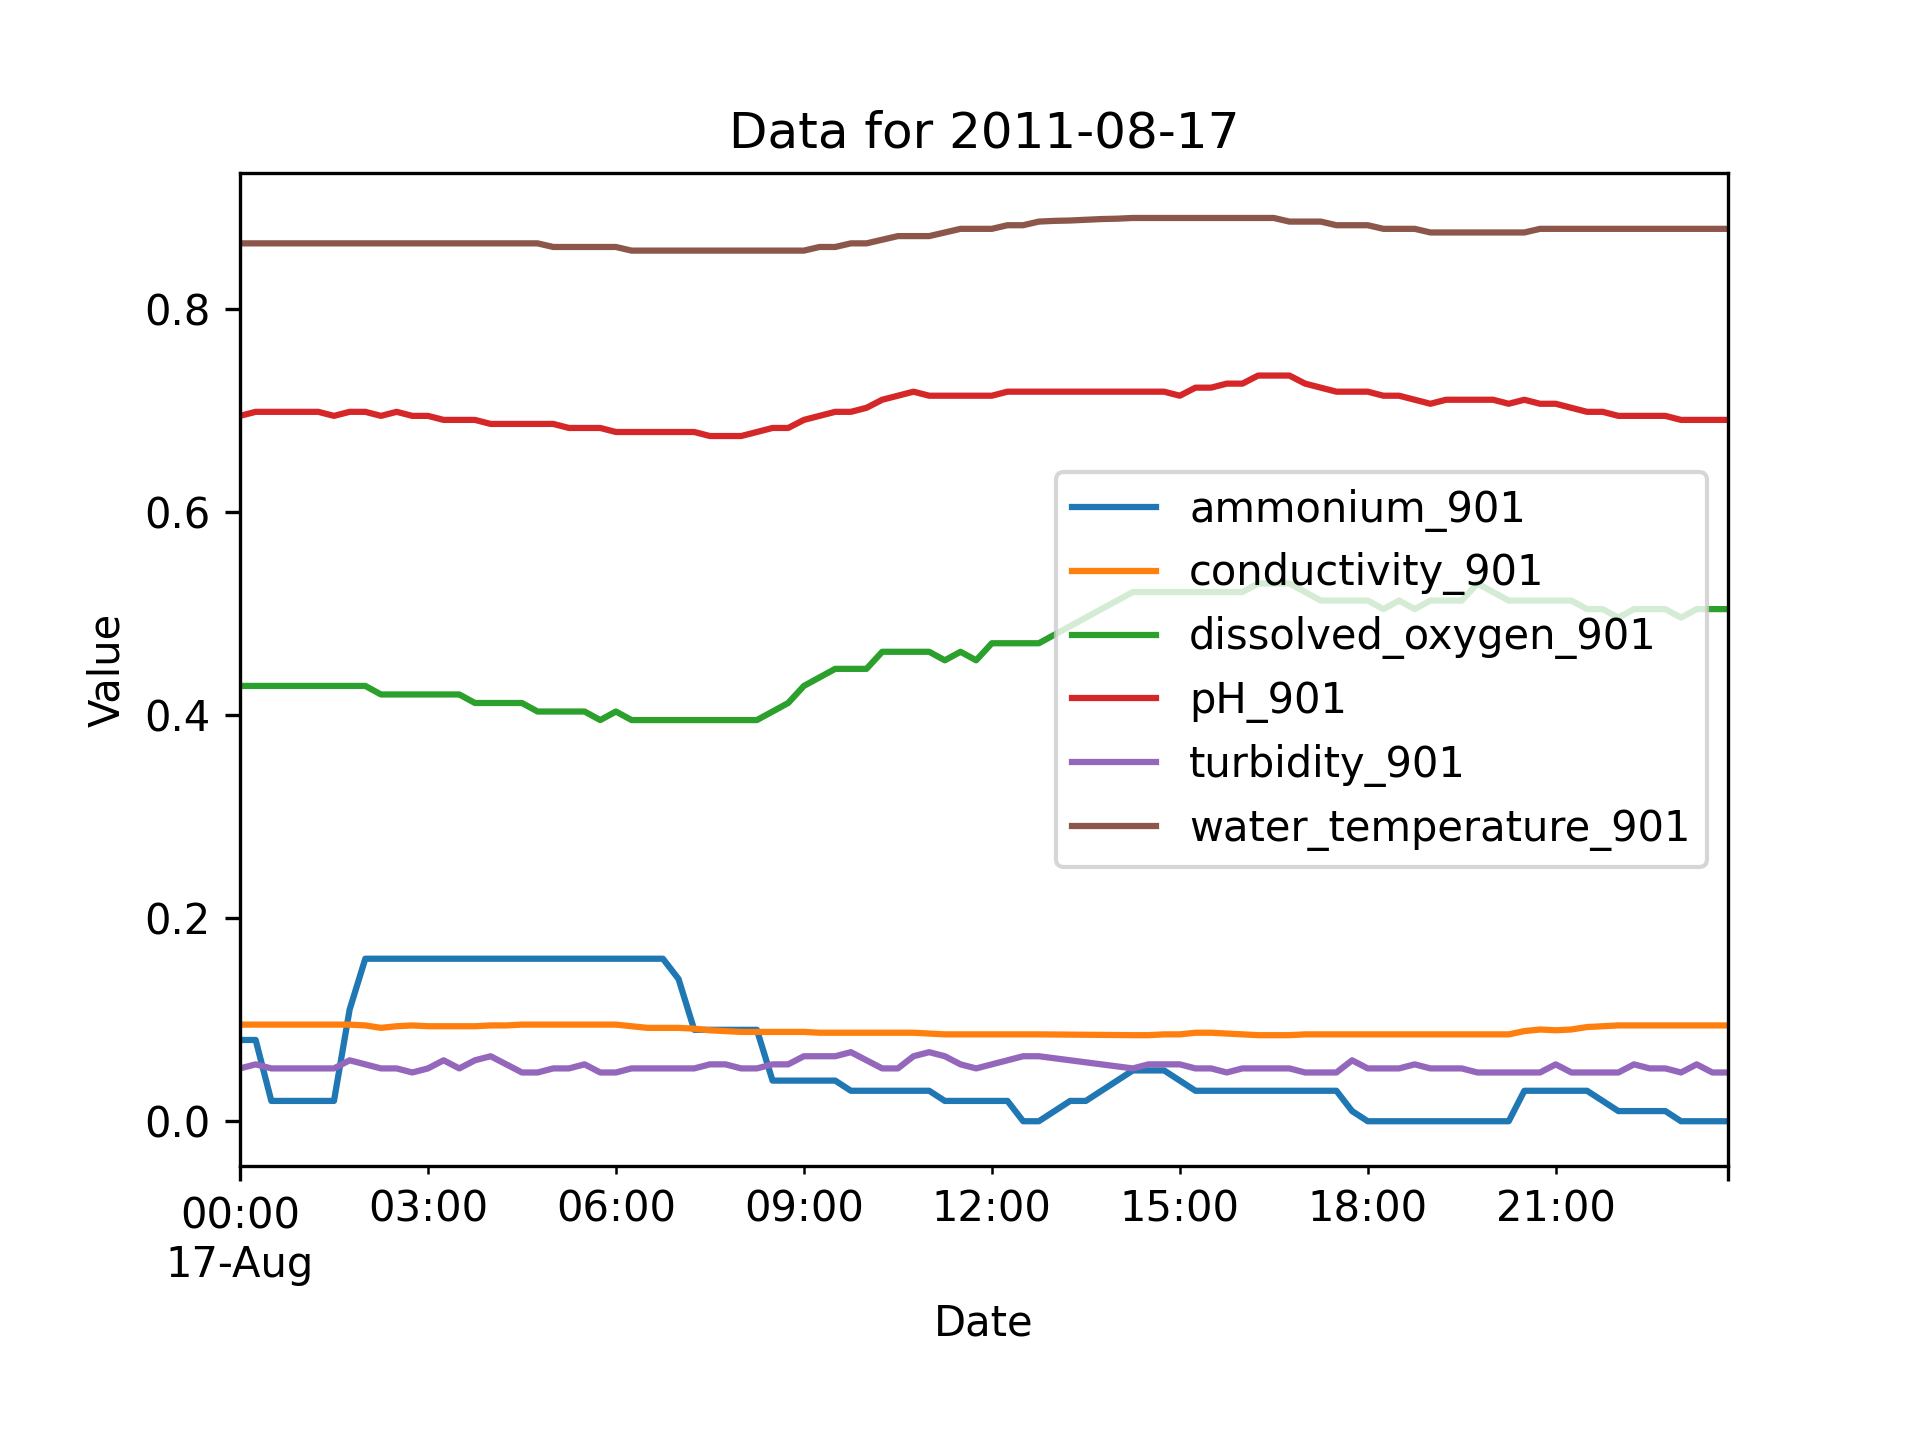 Data for 2011-08-17
Value
0.8
0.6
0.4
0.2
0.0
ammonium_901
conductivity_901
dissolved_oxygen_901
pH_901
turbidity_901
water_temperature_901
00:00 03:00 06:00 09:00 12:00 15:00 18:00 21:00
17-Aug
Date